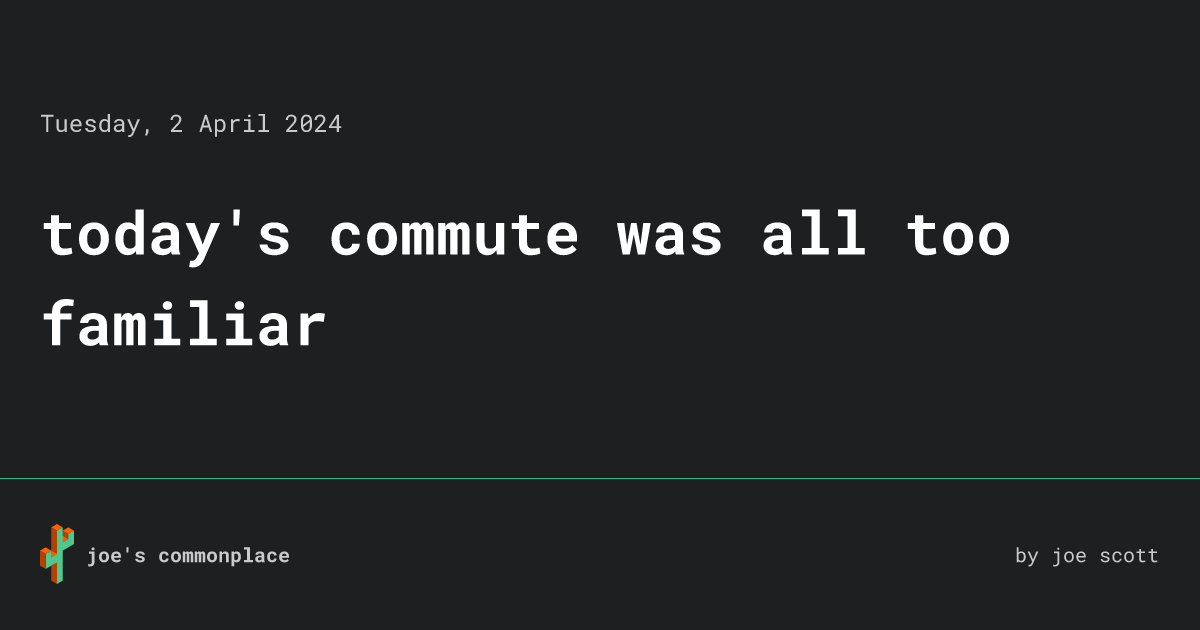 Tuesday, 2 April 2024
today's commute was all too
familiar
joe's commonplace
by joe scott